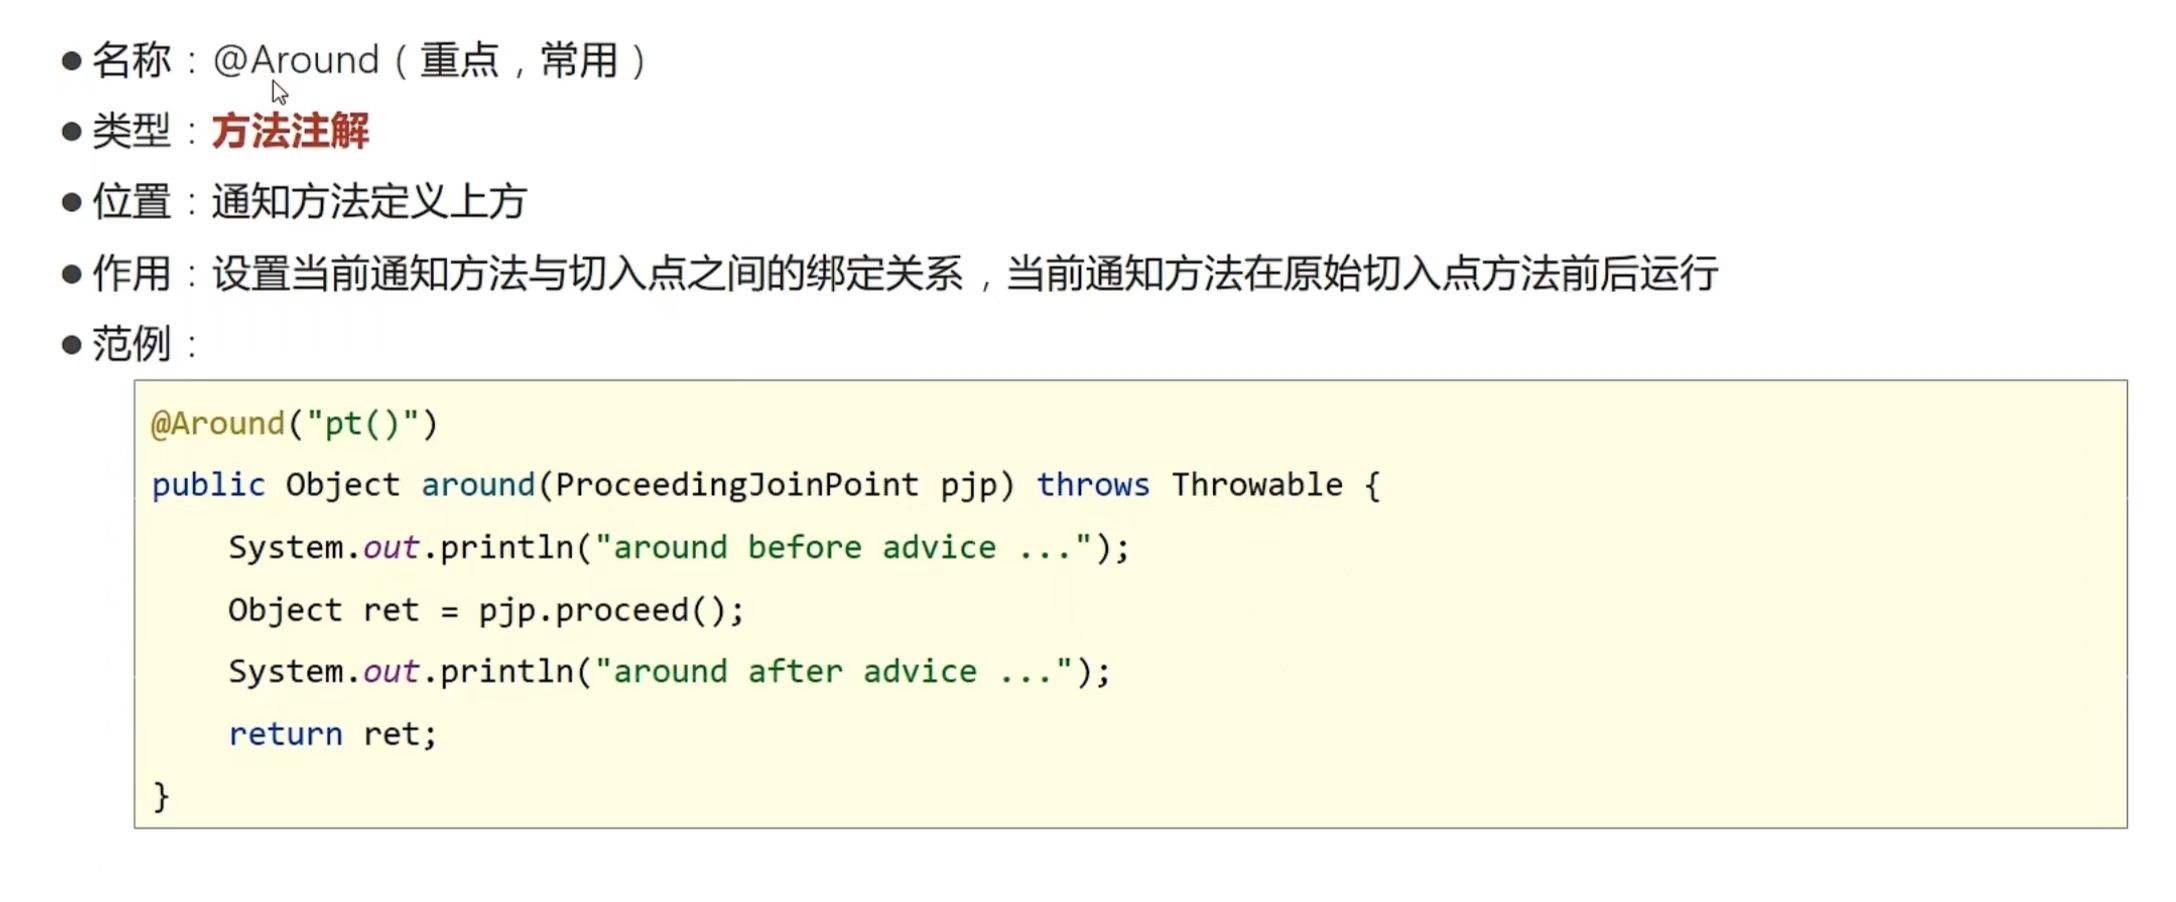 ● 名称：@Around（重点，常用）
● 类型：方法注解
● 位置：通知方法定义上方
● 作用：设置当前通知方法与切入点之间的绑定关系，当前通知方法在原始切入点方法前后运行
● 范例：
@Around("pt()")
public Object around(ProceedingJoinPoint pjp) throws Throwable {
    System.out.println("around before advice ...");
    Object ret = pjp.proceed();
    System.out.println("around after advice ...");
    return ret;
}